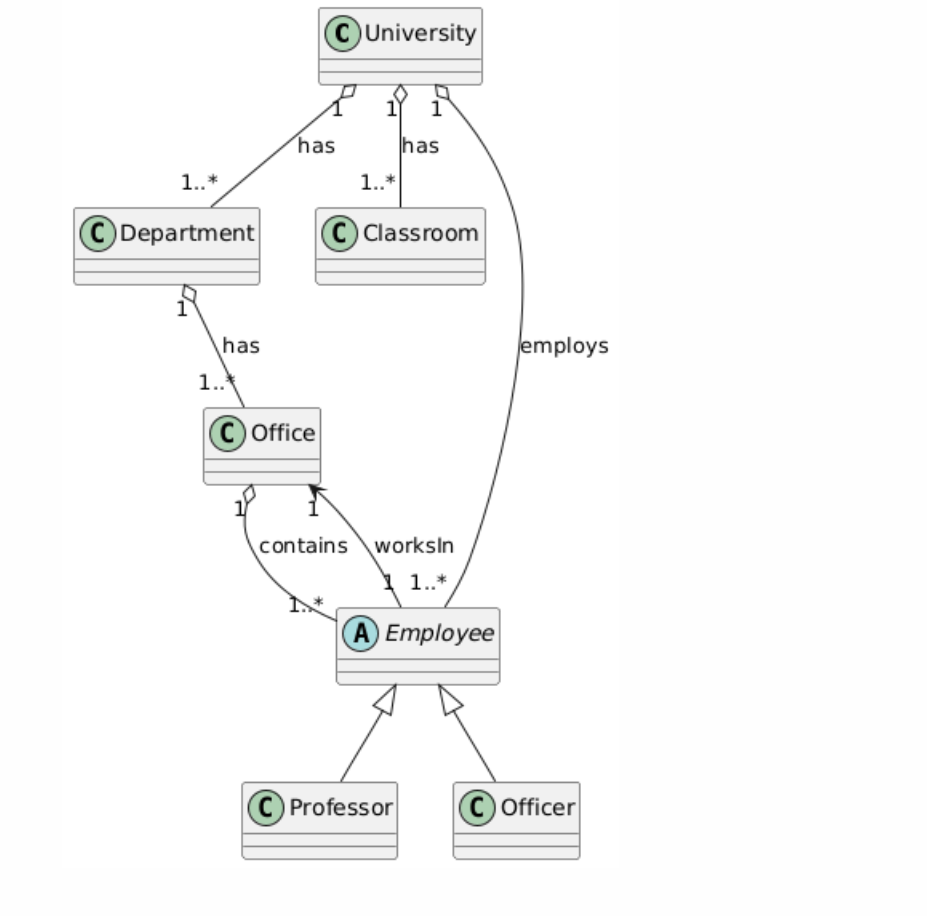 C University
1 1 1
has has
1..* 1..*
C Department C Classroom
1
has employs
1..*
C Office
1 1
contains worksIn
1 1..*
1..*
A Employee
C Professor C Officer